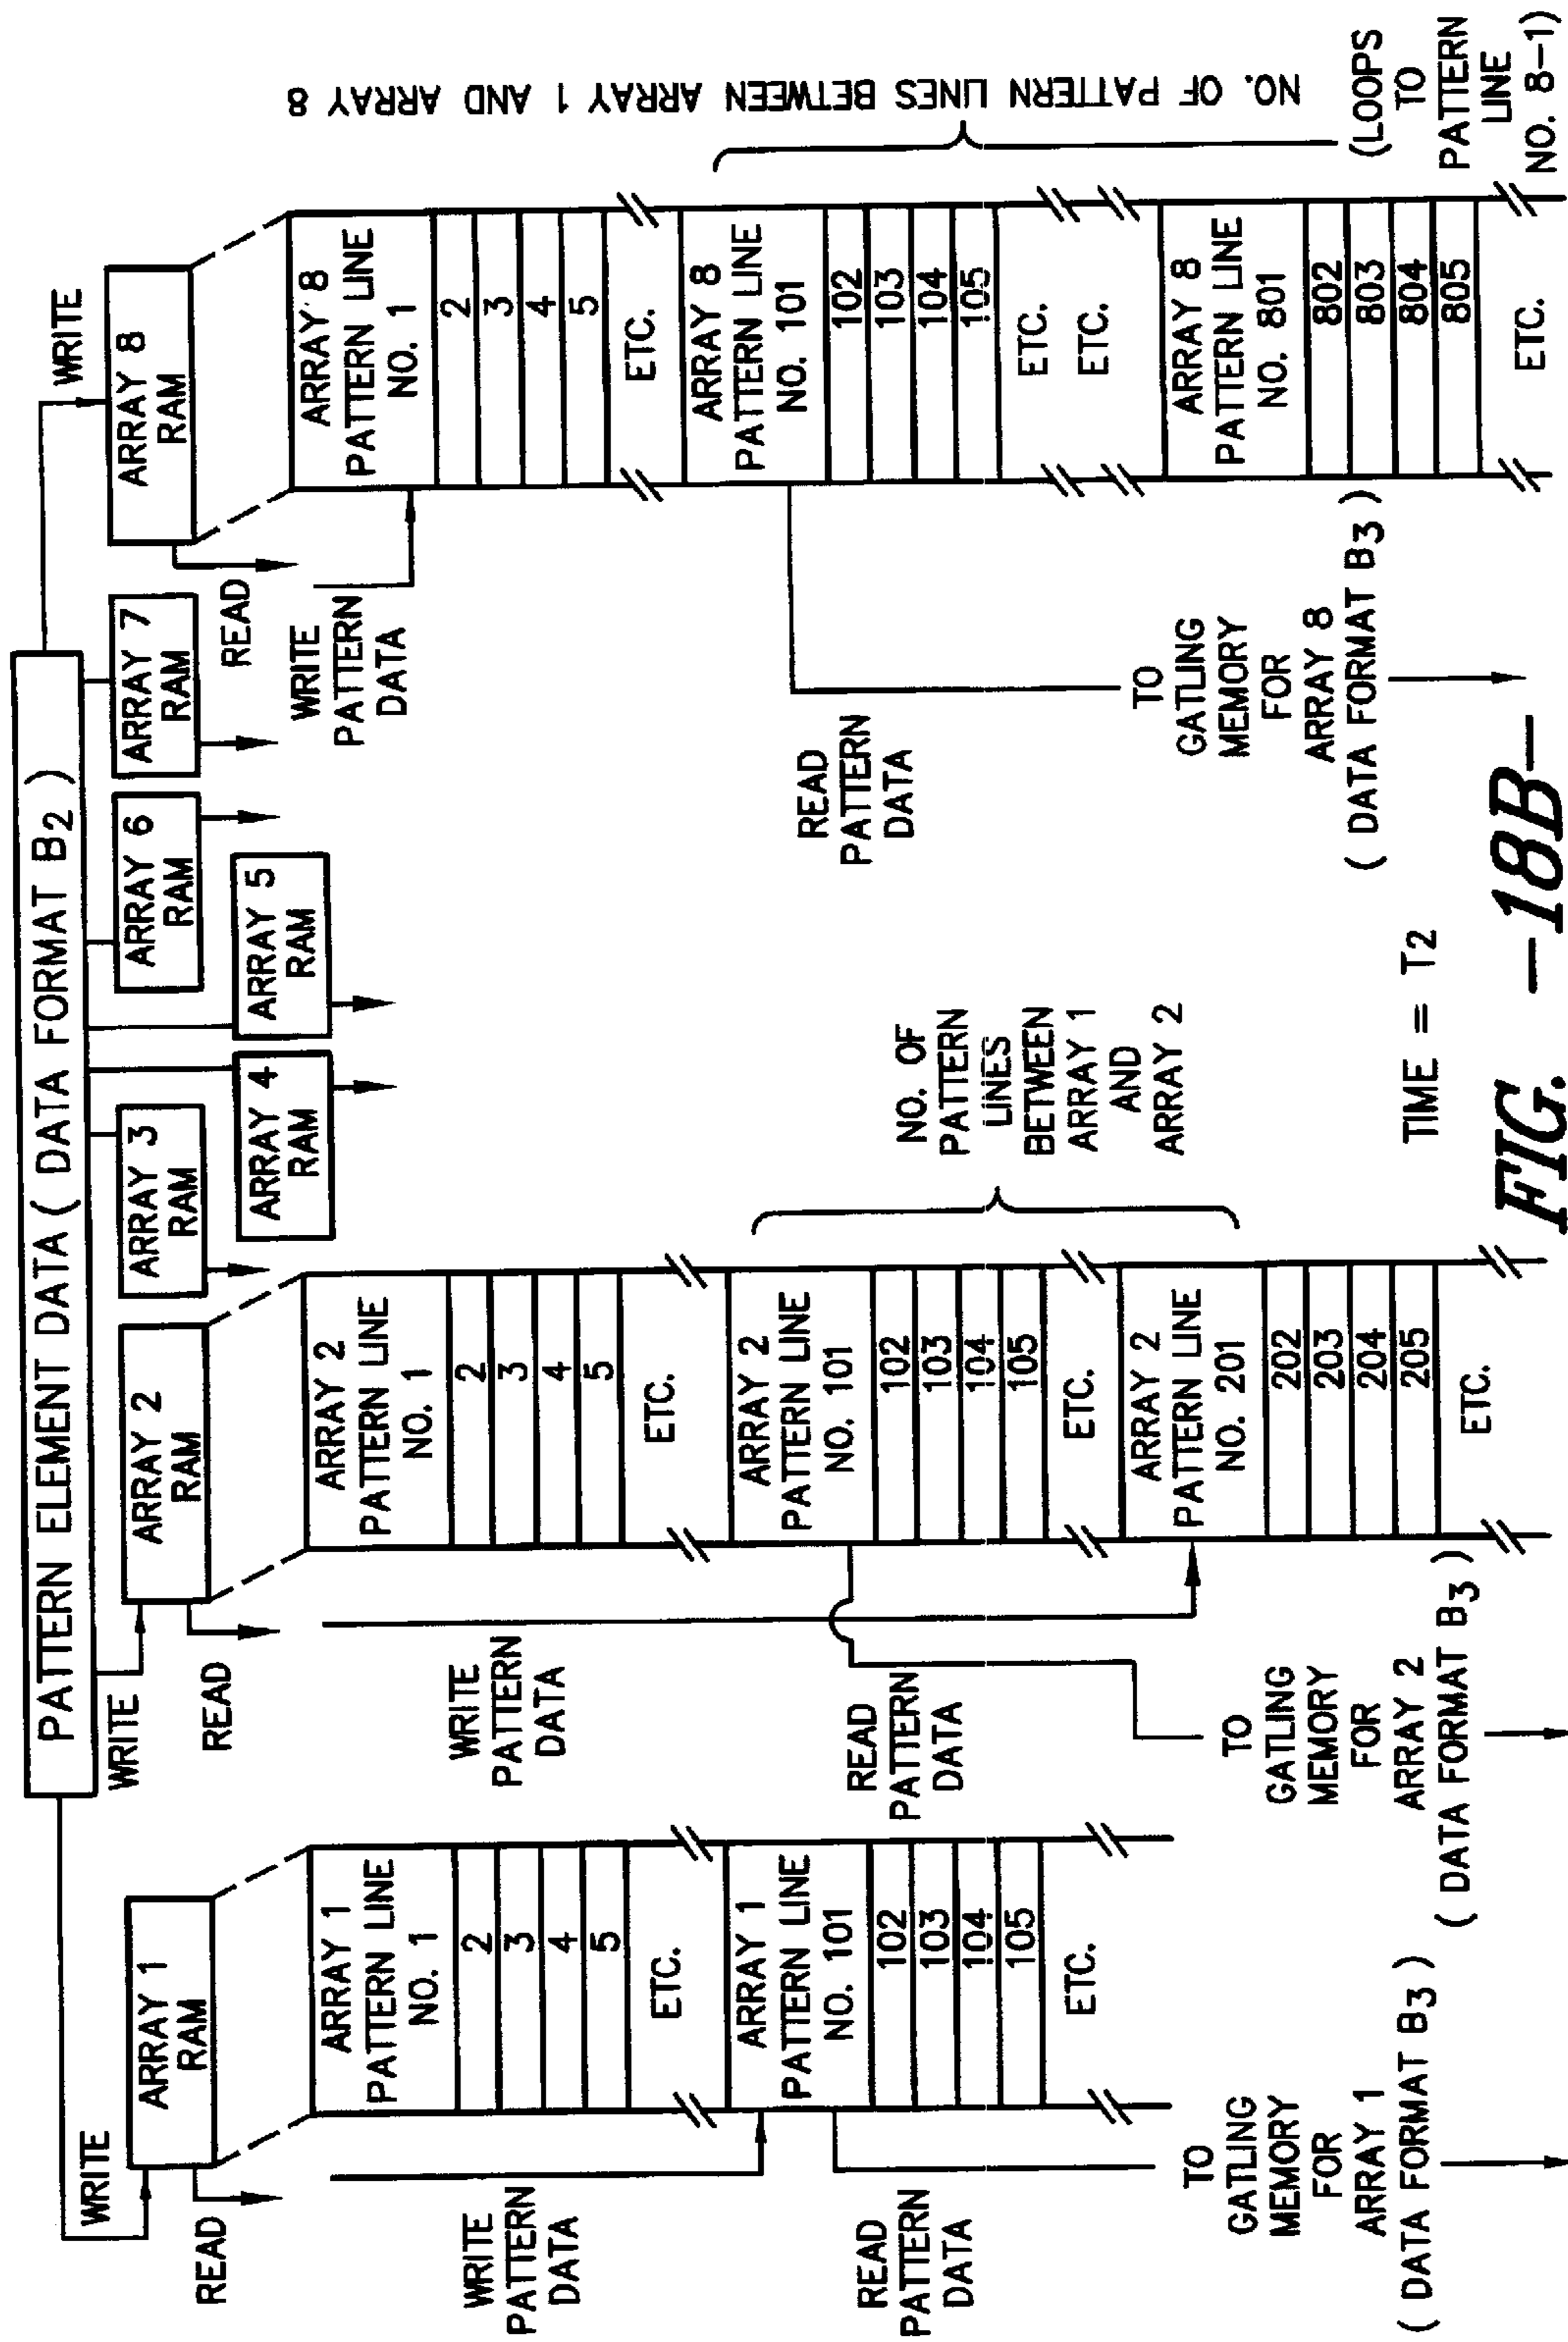 PATTERN ELEMENT DATA ( DATA FORMAT B2 )
WRITE
ARRAY 1
RAM
READ
WRITE
ARRAY 2
RAM
READ
ARRAY 3
RAM
ARRAY 4
RAM
ARRAY 5
RAM
ARRAY 6
RAM
ARRAY 7
RAM
WRITE
ARRAY 8
RAM
READ
ARRAY 1
PATTERN LINE
NO. 1
2
3
4
5
ETC.
ARRAY 1
PATTERN LINE
NO. 101
102
103
104
105
ETC.
WRITE
PATTERN
DATA
READ
PATTERN
DATA
TO
GATLING
MEMORY
FOR
ARRAY 1
( DATA FORMAT B3 )
ARRAY 2
PATTERN LINE
NO. 1
2
3
4
5
ETC.
ARRAY 2
PATTERN LINE
NO. 101
102
103
104
105
ETC.
ARRAY 2
PATTERN LINE
NO. 201
202
203
204
205
ETC.
WRITE
PATTERN
DATA
READ
PATTERN
DATA
TO
GATLING
MEMORY
FOR
ARRAY 2
( DATA FORMAT B3 )
NO. OF
PATTERN
LINES
BETWEEN
ARRAY 1
AND
ARRAY 2
ARRAY 8
PATTERN LINE
NO. 1
2
3
4
5
ETC.
ARRAY 8
PATTERN LINE
NO. 101
102
103
104
105
ETC.
ETC.
ARRAY 8
PATTERN LINE
NO. 801
802
803
804
805
ETC.
WRITE
PATTERN
DATA
READ
PATTERN
DATA
TO
GATLING
MEMORY
FOR
ARRAY 8
( DATA FORMAT B3 )
NO. OF PATTERN LINES BETWEEN ARRAY 1 AND ARRAY 8
(LOOPS
TO
PATTERN
LINE
NO. 8-1)
TIME = T2
FIG. -18B-